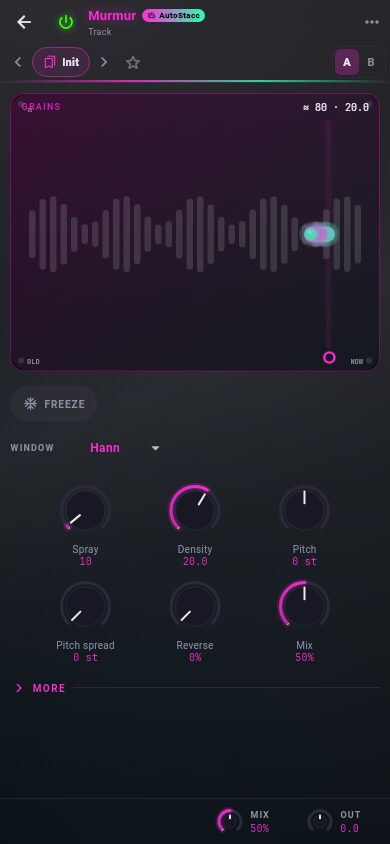 Murmur AutoStacc
Track
Init
A B
GRAINS ≈ 80 · 20.0
OLD NOW
FREEZE
WINDOW Hann
Spray Density Pitch
10 20.0 0 st
Pitch spread Reverse Mix
0 st 0% 50%
MORE
MIX OUT
50% 0.0